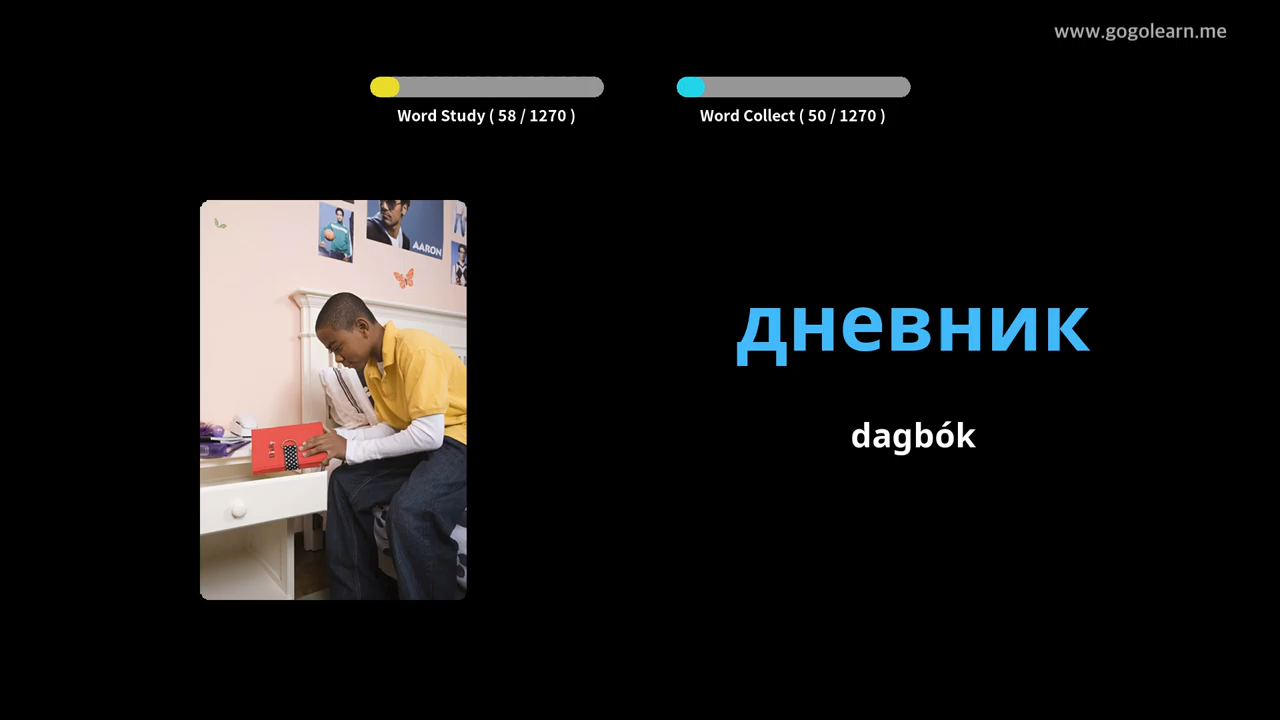 www.gogolearn.me
Word Study ( 58 / 1270 )
Word Collect ( 50 / 1270 )
AARON
дневник
dagbók